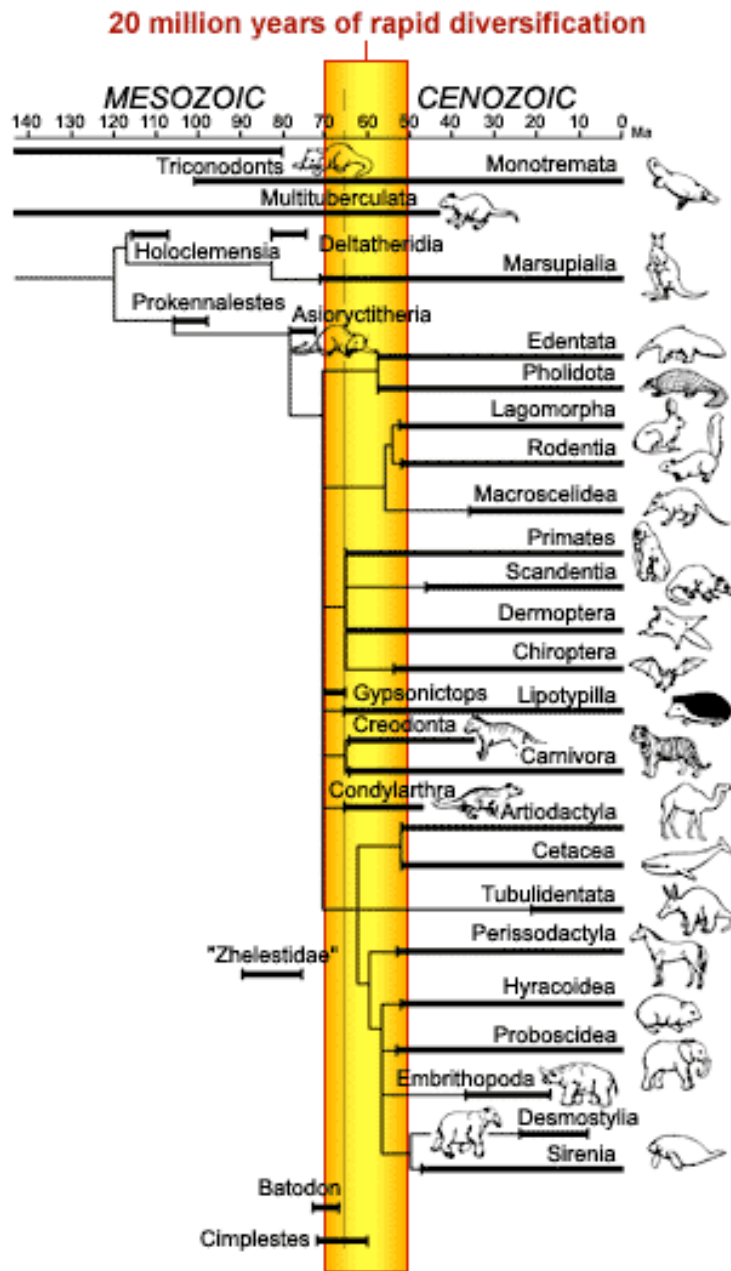 20 million years of rapid diversification
MESOZOIC CENOZOIC
140 130 120 110 100 90 80 70 60 50 40 30 20 10 0 Ma
Triconodonts
Monotremata
Multituberculata
Holoclemensia
Deltatheridia
Marsupialia
Prokennalestes
Asioryctitheria
Edentata
Pholidota
Lagomorpha
Rodentia
Macroscelidea
Primates
Scandentia
Dermoptera
Chiroptera
Gypsonictops
Lipotypilla
Creodonta
Carnivora
Condylarthra
Artiodactyla
Cetacea
Tubulidentata
Perissodactyla
"Zhelestidae"
Hyracoidea
Proboscidea
Embrithopoda
Desmostylia
Sirenia
Batodon
Cimplestes